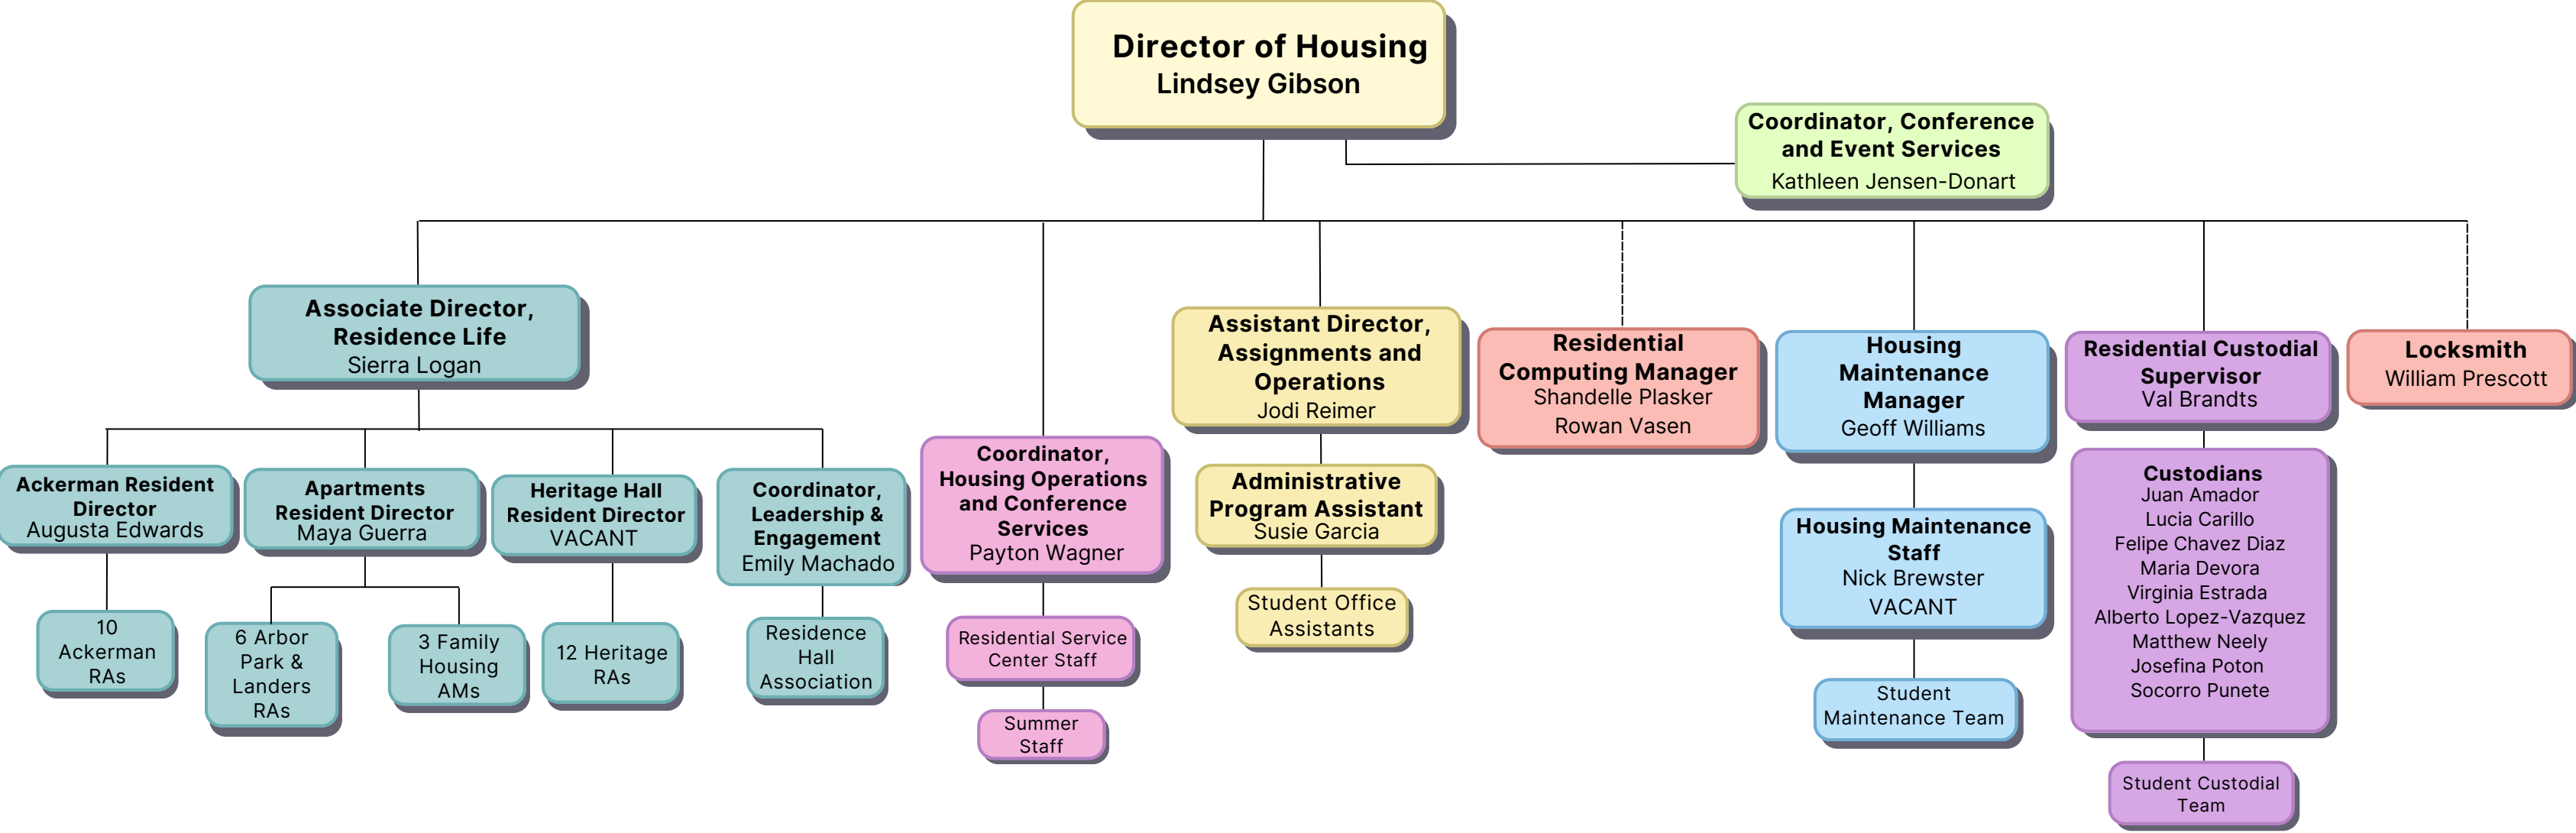 Director of Housing
Lindsey Gibson
Coordinator, Conference
and Event Services
Kathleen Jensen-Donart
Associate Director,
Residence Life
Sierra Logan
Ackerman Resident
Director
Augusta Edwards
10
Ackerman
RAs
Apartments
Resident Director
Maya Guerra
6 Arbor
Park &
Landers
RAs
3 Family
Housing
AMs
Heritage Hall
Resident Director
VACANT
12 Heritage
RAs
Coordinator,
Leadership &
Engagement
Emily Machado
Residence
Hall
Association
Coordinator,
Housing Operations
and Conference
Services
Payton Wagner
Residential Service
Center Staff
Summer
Staff
Assistant Director,
Assignments and
Operations
Jodi Reimer
Administrative
Program Assistant
Susie Garcia
Student Office
Assistants
Residential
Computing Manager
Shandelle Plasker
Rowan Vasen
Housing
Maintenance
Manager
Geoff Williams
Housing Maintenance
Staff
Nick Brewster
VACANT
Student
Maintenance Team
Residential Custodial
Supervisor
Val Brandts
Custodians
Juan Amador
Lucia Carillo
Felipe Chavez Diaz
Maria Devora
Virginia Estrada
Alberto Lopez-Vazquez
Matthew Neely
Josefina Poton
Socorro Punete
Student Custodial
Team
Locksmith
William Prescott